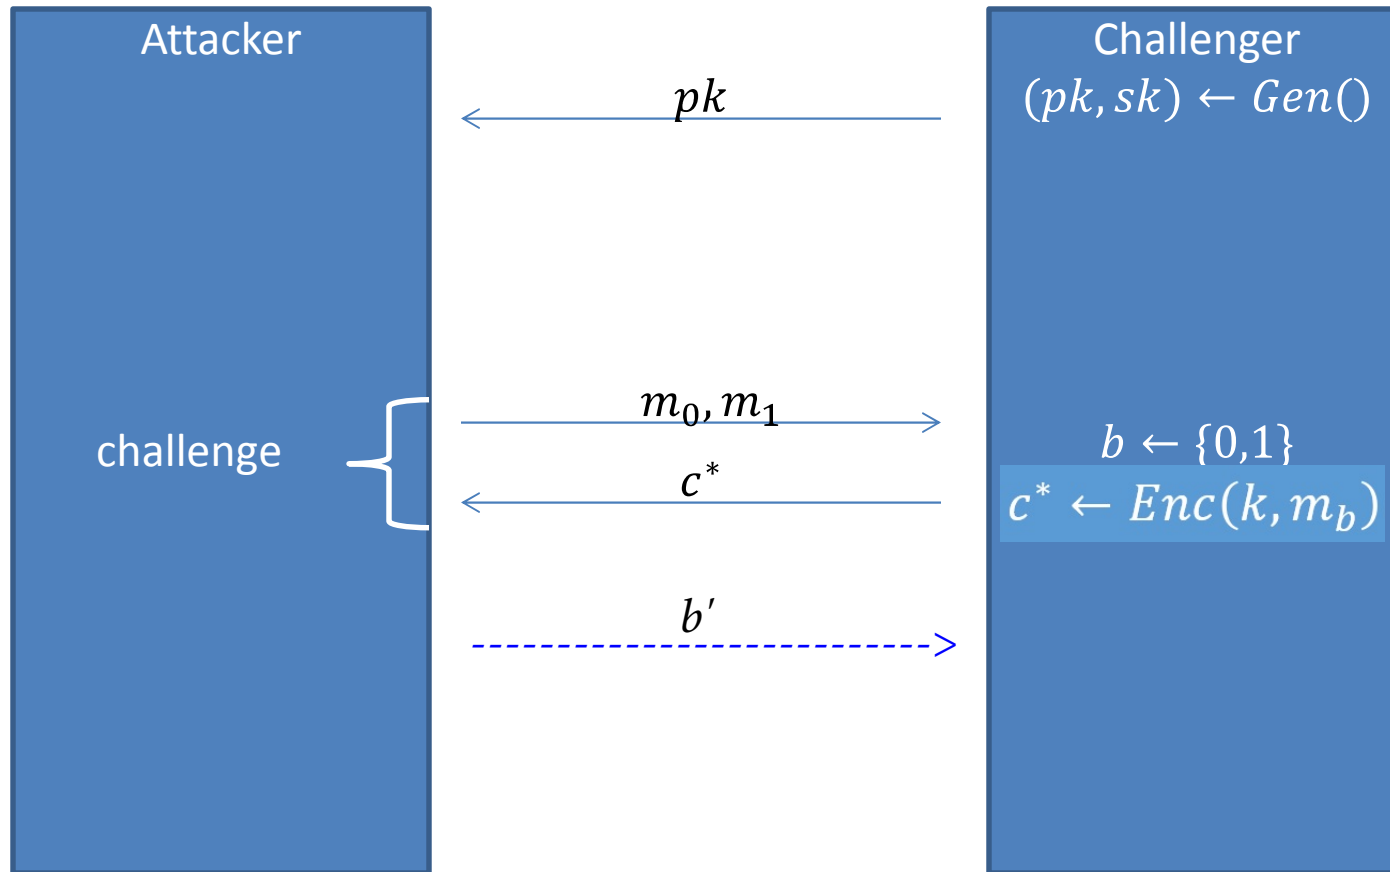 Attacker
Challenger
pk
(pk, sk) ← Gen()
m₀, m₁
challenge
b ← {0,1}
c*
c* ← Enc(k, m_b)
b′